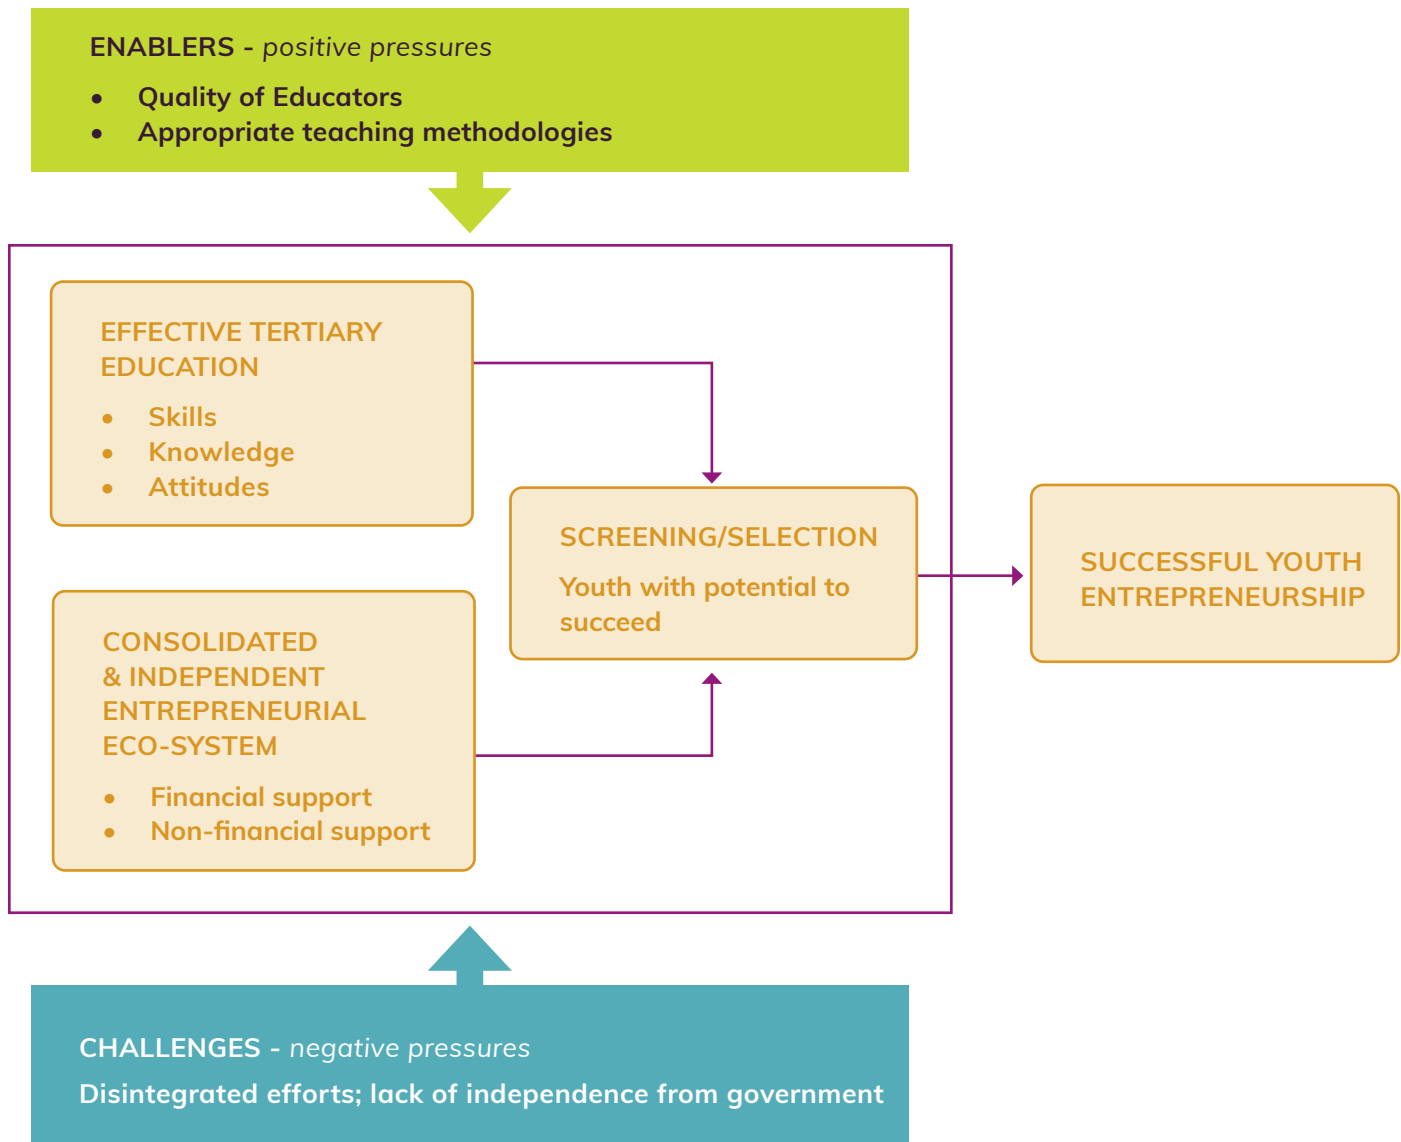 ENABLERS - positive pressures
• Quality of Educators
• Appropriate teaching methodologies
EFFECTIVE TERTIARY
EDUCATION
• Skills
• Knowledge
• Attitudes
CONSOLIDATED
& INDEPENDENT
ENTREPRENEURIAL
ECO-SYSTEM
• Financial support
• Non-financial support
SCREENING/SELECTION
Youth with potential to
succeed
SUCCESSFUL YOUTH
ENTREPRENEURSHIP
CHALLENGES - negative pressures
Disintegrated efforts; lack of independence from government